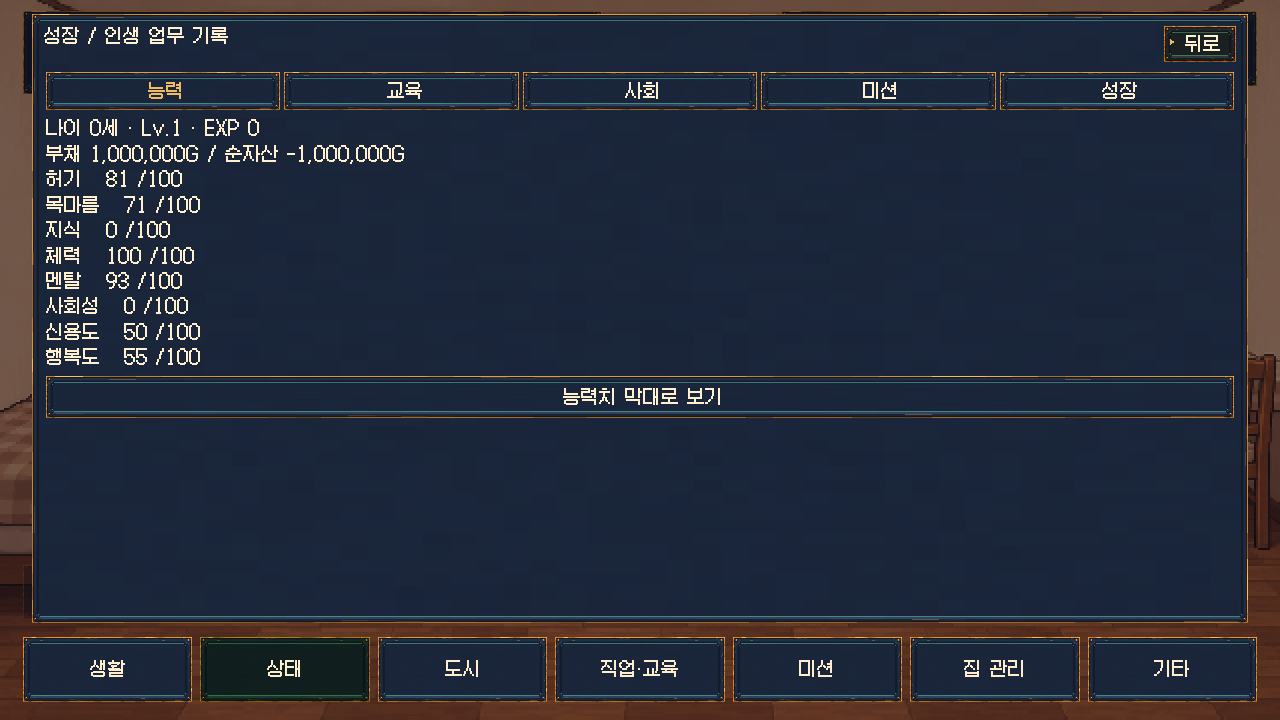 성장 / 인생 업무 기록
뒤로
능력 교육 사회 미션 성장
나이 0세 · Lv.1 · EXP 0
부채 1,000,000G / 순자산 -1,000,000G
허기 81 /100
목마름 71 /100
지식 0 /100
체력 100 /100
멘탈 93 /100
사회성 0 /100
신용도 50 /100
행복도 55 /100
능력치 막대로 보기
생활 상태 도시 직업·교육 미션 집 관리 기타